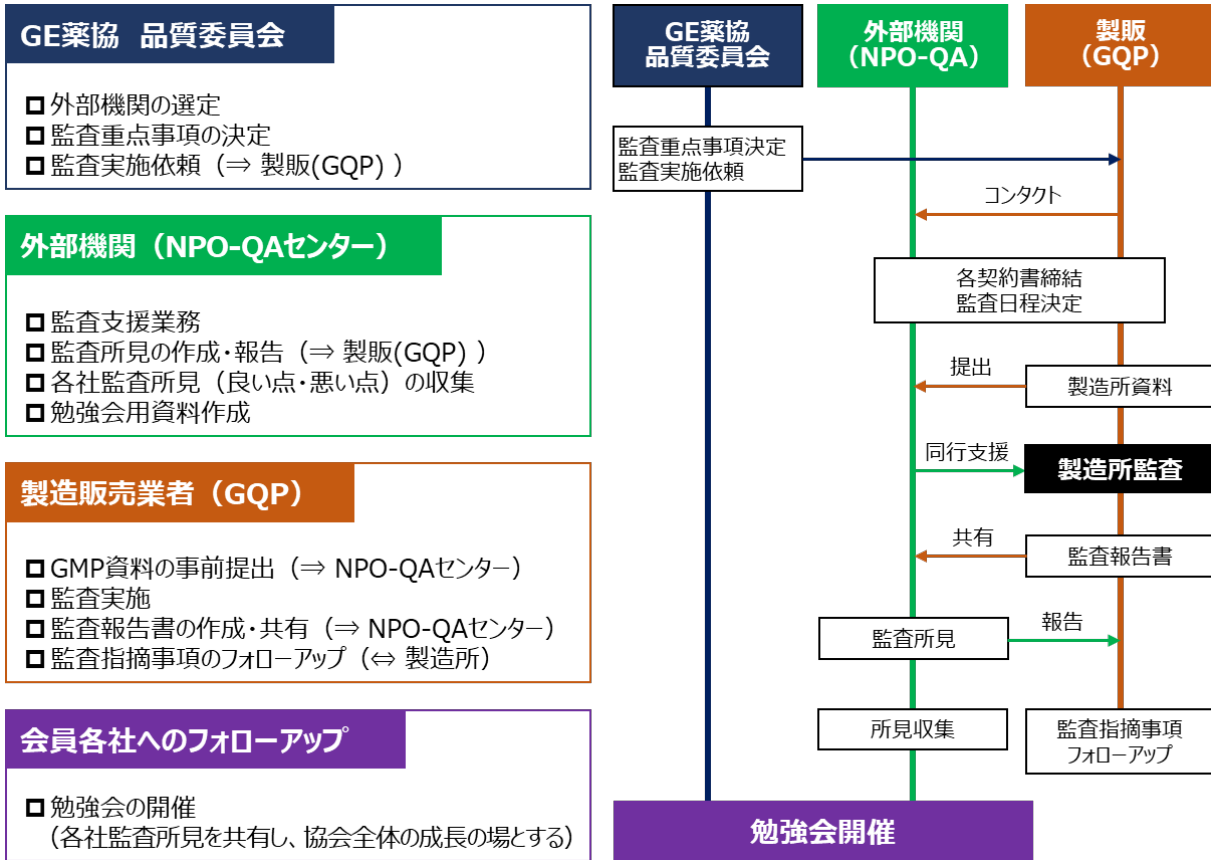 GE薬協 品質委員会
□ 外部機関の選定
□ 監査重点事項の決定
□ 監査実施依頼（⇒ 製販(GQP) ）
外部機関（NPO-QAセンター）
□ 監査支援業務
□ 監査所見の作成・報告（⇒ 製販(GQP) ）
□ 各社監査所見（良い点・悪い点）の収集
□ 勉強会用資料作成
製造販売業者（GQP）
□ GMP資料の事前提出（⇒ NPO-QAセンター）
□ 監査実施
□ 監査報告書の作成・共有（⇒ NPO-QAセンター）
□ 監査指摘事項のフォローアップ（⇔ 製造所）
会員各社へのフォローアップ
□ 勉強会の開催
（各社監査所見を共有し、協会全体の成長の場とする）
GE薬協
品質委員会
外部機関
（NPO-QA）
製販
（GQP）
監査重点事項決定
監査実施依頼
コンタクト
各契約書締結
監査日程決定
提出
製造所資料
同行支援
製造所監査
共有
監査報告書
監査所見
報告
所見収集
監査指摘事項
フォローアップ
勉強会開催